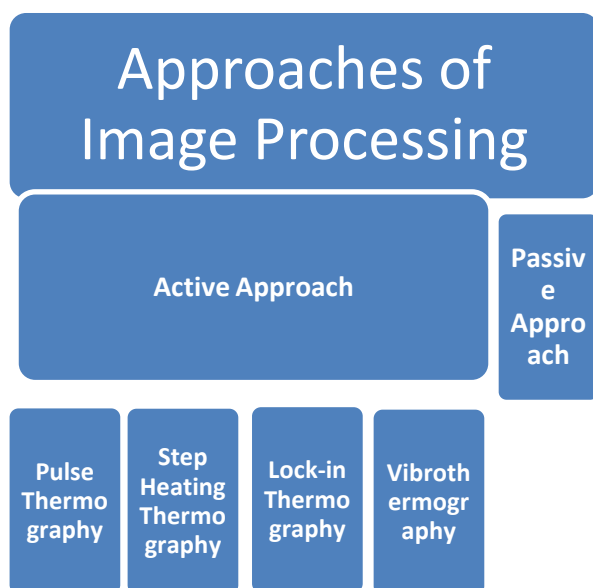 Approaches of
Image Processing
Active Approach
Passiv
e
Appro
ach
Pulse
Thermo
graphy
Step
Heating
Thermo
graphy
Lock-in
Thermo
graphy
Vibroth
ermogr
aphy